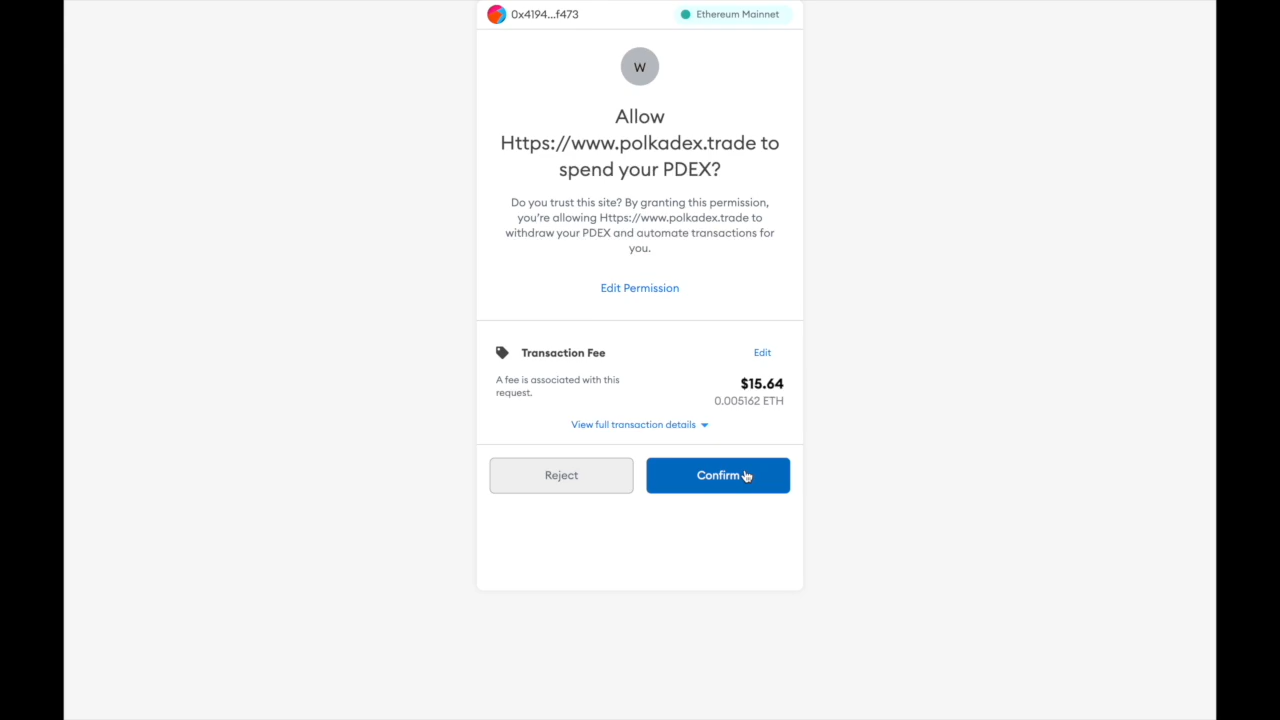 0x4194...f473
Ethereum Mainnet
W
Allow
Https://www.polkadex.trade to
spend your PDEX?
Do you trust this site? By granting this permission,
you're allowing Https://www.polkadex.trade to
withdraw your PDEX and automate transactions for
you.
Edit Permission
Transaction Fee
Edit
A fee is associated with this
request.
$15.64
0.005162 ETH
View full transaction details
Reject
Confirm